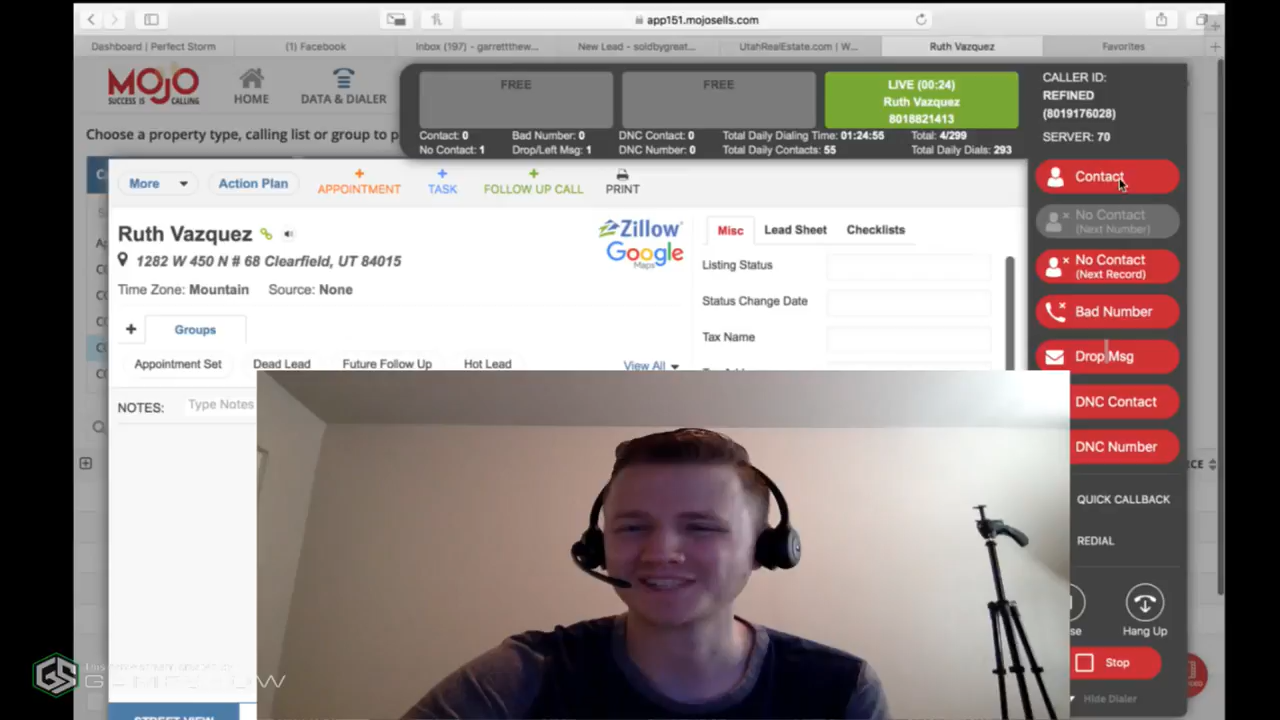 app151.mojosells.com
Dashboard | Perfect Storm
(1) Facebook
Inbox (197) - garrettthew...
New Lead - soldbygreat...
UtahRealEstate.com | W...
Ruth Vazquez
Favorites
MOJO
SUCCESS IS CALLING
HOME
DATA & DIALER
FREE
FREE
LIVE (00:24)
Ruth Vazquez
8018821413
CALLER ID:
REFINED
(8019176028)
SERVER: 70
Contact: 0
Bad Number: 0
DNC Contact: 0
Total Daily Dialing Time: 01:24:55
Total: 4/299
No Contact: 1
Drop/Left Msg: 1
DNC Number: 0
Total Daily Contacts: 55
Total Daily Dials: 293
Choose a property type, calling list or group to p
More
Action Plan
APPOINTMENT
TASK
FOLLOW UP CALL
PRINT
Ruth Vazquez
1282 W 450 N # 68 Clearfield, UT 84015
Time Zone: Mountain
Source: None
Zillow
Google
Maps
Groups
Appointment Set
Dead Lead
Future Follow Up
Hot Lead
View All
NOTES:
Type Notes
Misc
Lead Sheet
Checklists
Listing Status
Status Change Date
Tax Name
Contact
No Contact
(Next Number)
No Contact
(Next Record)
Bad Number
Drop Msg
DNC Contact
DNC Number
QUICK CALLBACK
REDIAL
Hang Up
Stop
Hide Dialer
STREET VIEW